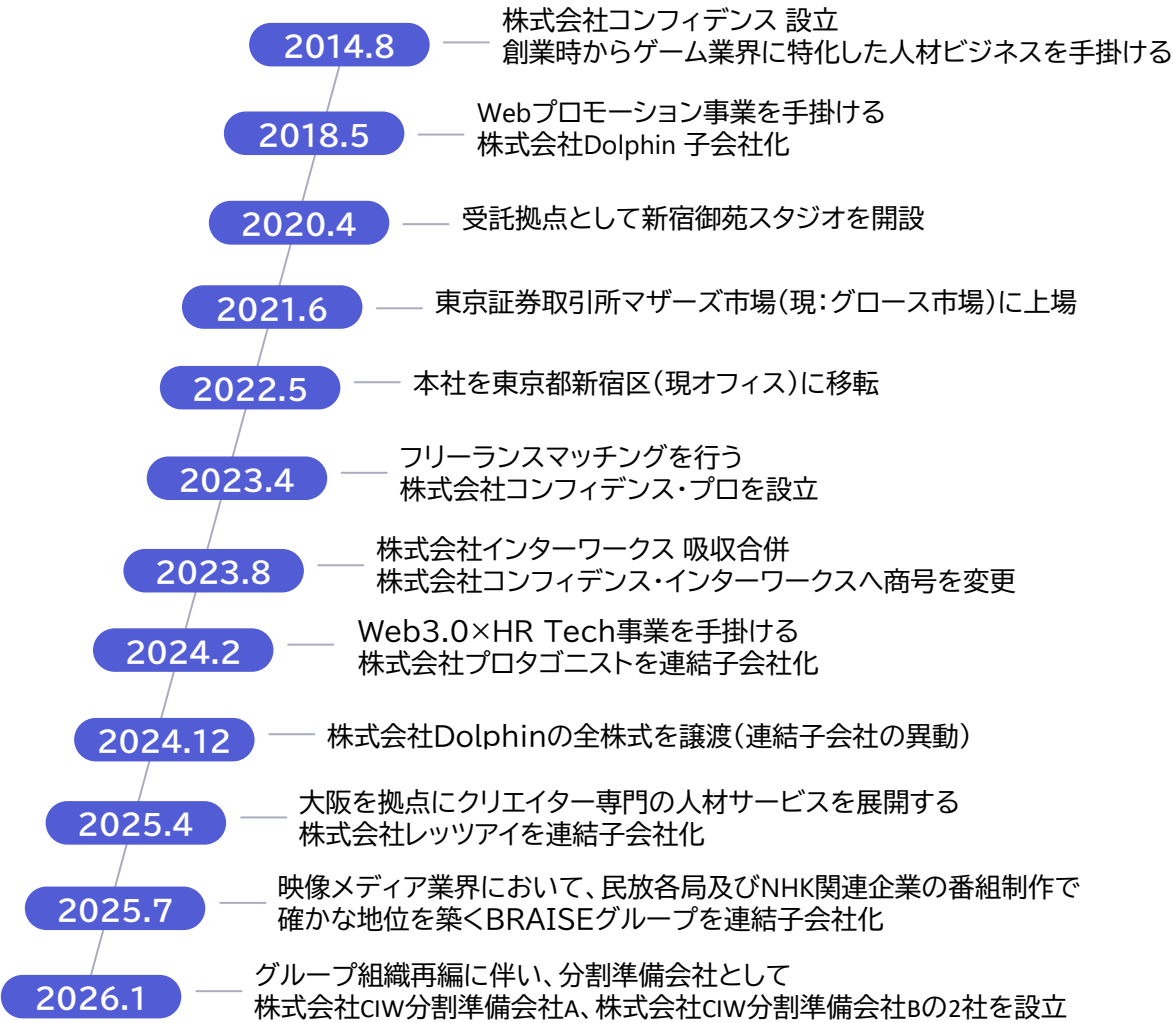 2014.8
株式会社コンフィデンス 設立
創業時からゲーム業界に特化した人材ビジネスを手掛ける
2018.5
Webプロモーション事業を手掛ける
株式会社Dolphin 子会社化
2020.4
受託拠点として新宿御苑スタジオを開設
2021.6
東京証券取引所マザーズ市場(現:グロース市場)に上場
2022.5
本社を東京都新宿区(現オフィス)に移転
2023.4
フリーランスマッチングを行う
株式会社コンフィデンス・プロを設立
2023.8
株式会社インターワークス 吸収合併
株式会社コンフィデンス・インターワークスへ商号を変更
2024.2
Web3.0×HR Tech事業を手掛ける
株式会社プロタゴニストを連結子会社化
2024.12
株式会社Dolphinの全株式を譲渡(連結子会社の異動)
2025.4
大阪を拠点にクリエイター専門の人材サービスを展開する
株式会社レッツアイを連結子会社化
2025.7
映像メディア業界において、民放各局及びNHK関連企業の番組制作で
確かな地位を築くBRAISEグループを連結子会社化
2026.1
グループ組織再編に伴い、分割準備会社として
株式会社CIW分割準備会社A、株式会社CIW分割準備会社Bの2社を設立